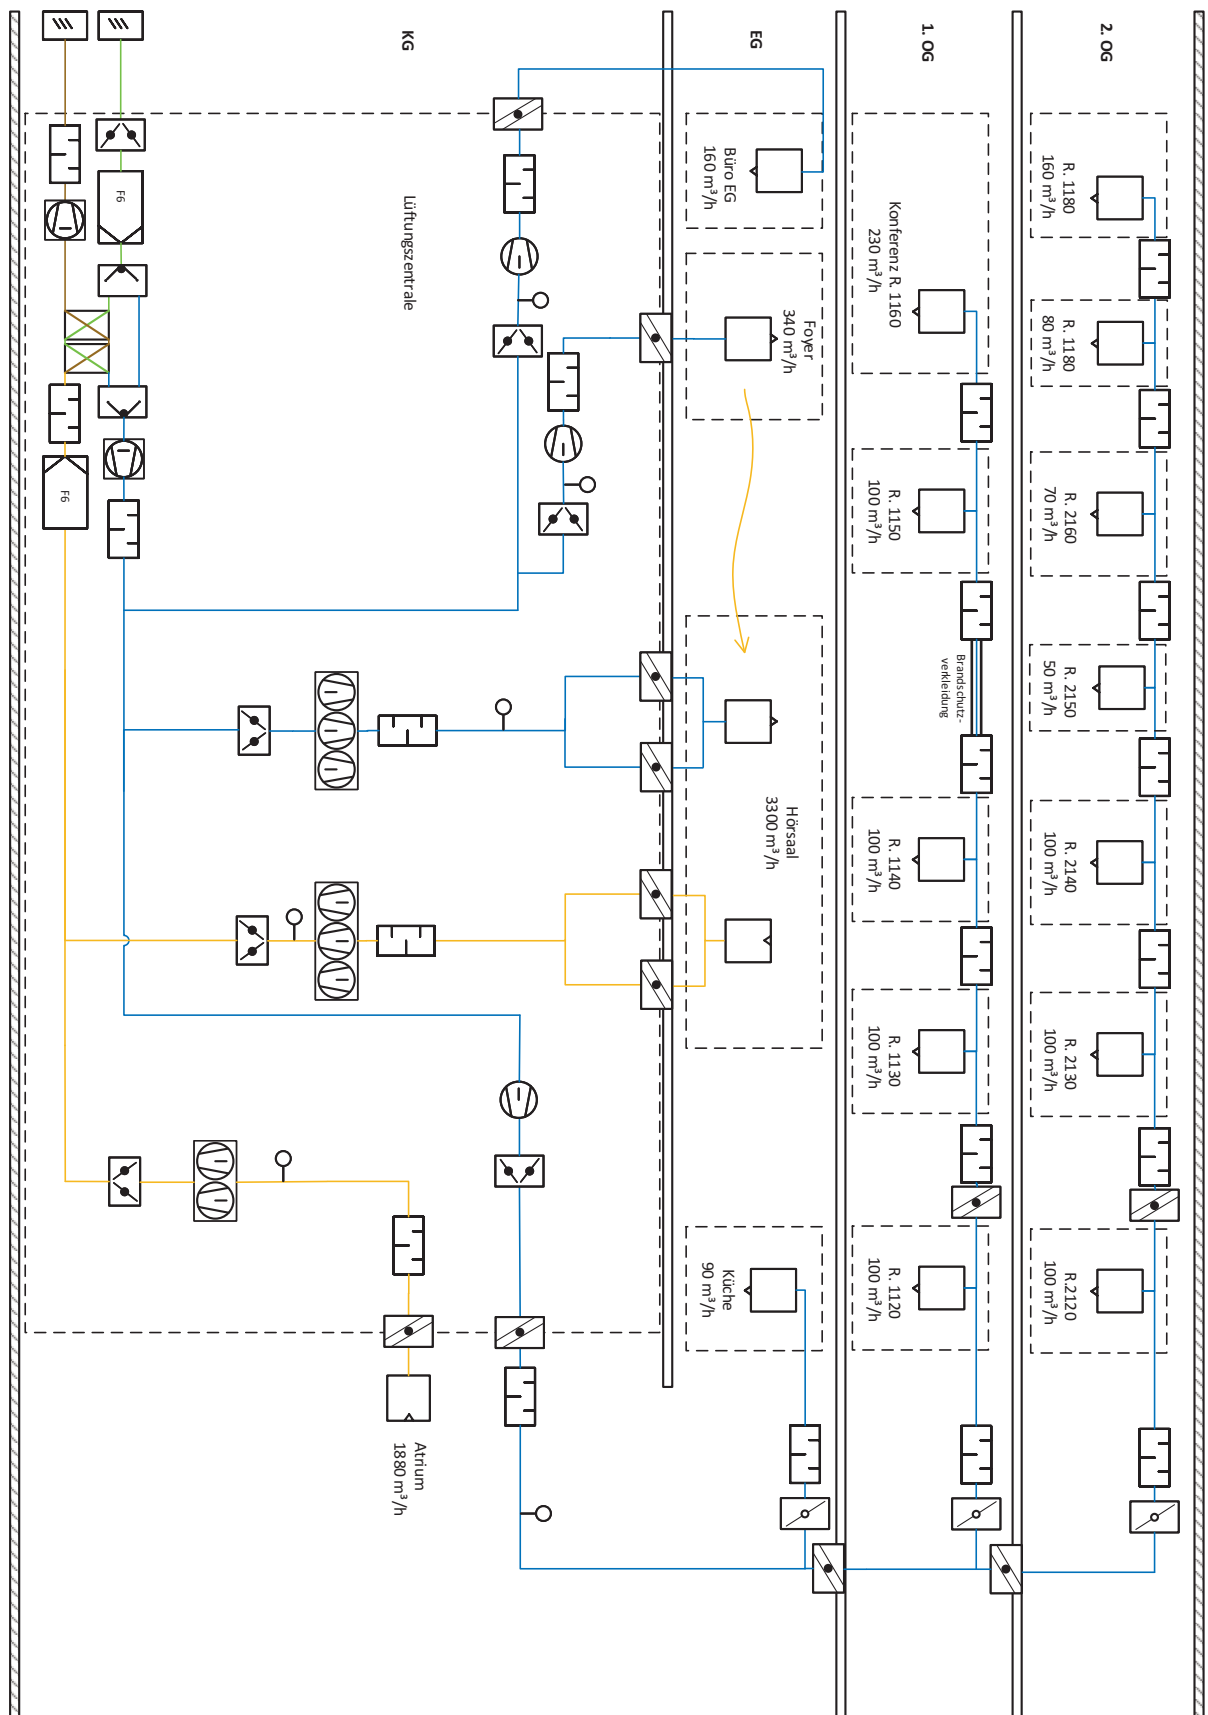 2. OG
R. 1180
160 m³/h
R. 1180
80 m³/h
R. 2160
70 m³/h
R. 2150
50 m³/h
R. 2140
100 m³/h
R. 2130
100 m³/h
R.2120
100 m³/h
1. OG
Konferenz R. 1160
230 m³/h
R. 1150
100 m³/h
Brandschutz-
verkleidung
R. 1140
100 m³/h
R. 1130
100 m³/h
R. 1120
100 m³/h
EG
Büro EG
160 m³/h
Foyer
340 m³/h
Hörsaal
3300 m³/h
Küche
90 m³/h
KG
Lüftungszentrale
Atrium
1880 m³/h
F6
F6